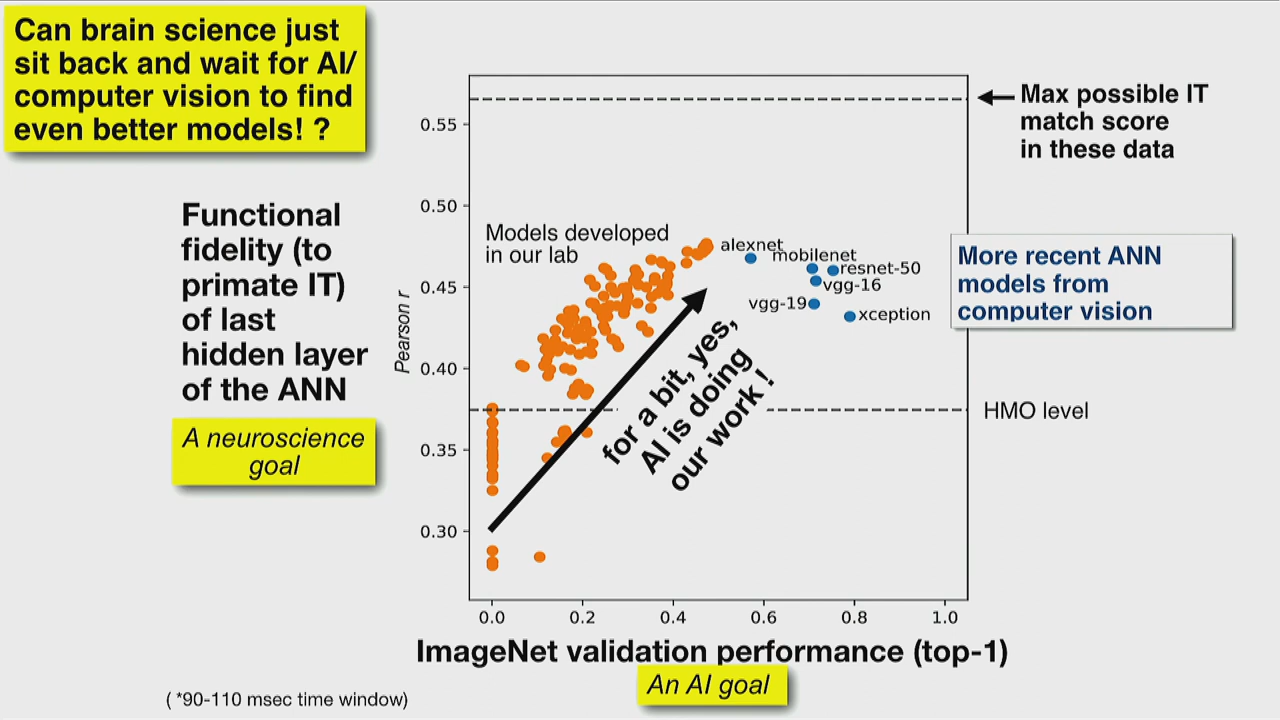 Can brain science just
sit back and wait for AI/
computer vision to find
even better models! ?
Functional
fidelity (to
primate IT)
of last
hidden layer
of the ANN
A neuroscience
goal
Pearson r
0.55
0.50
0.45
0.40
0.35
0.30
Models developed
in our lab
alexnet
mobilenet
resnet-50
vgg-16
vgg-19
xception
for a bit, yes,
AI is doing
our work !
Max possible IT
match score
in these data
More recent ANN
models from
computer vision
HMO level
0.0 0.2 0.4 0.6 0.8 1.0
ImageNet validation performance (top-1)
An AI goal
( *90-110 msec time window)